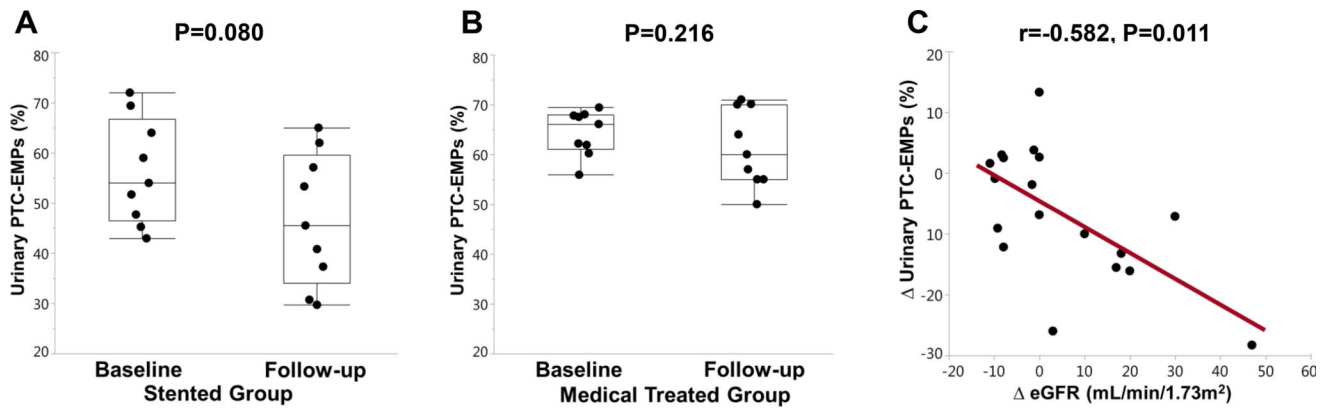 A
P=0.080
Urinary PTC-EMPs (%)
80
70
60
50
40
30
20
Baseline Follow-up
Stented Group
B
P=0.216
Urinary PTC-EMPs (%)
80
70
60
50
40
30
20
Baseline Follow-up
Medical Treated Group
C
r=-0.582, P=0.011
Δ Urinary PTC-EMPs (%)
20
10
0
10
-20
-30
-20 -10 0 10 20 30 40 50 60
Δ eGFR (mL/min/1.73m²)